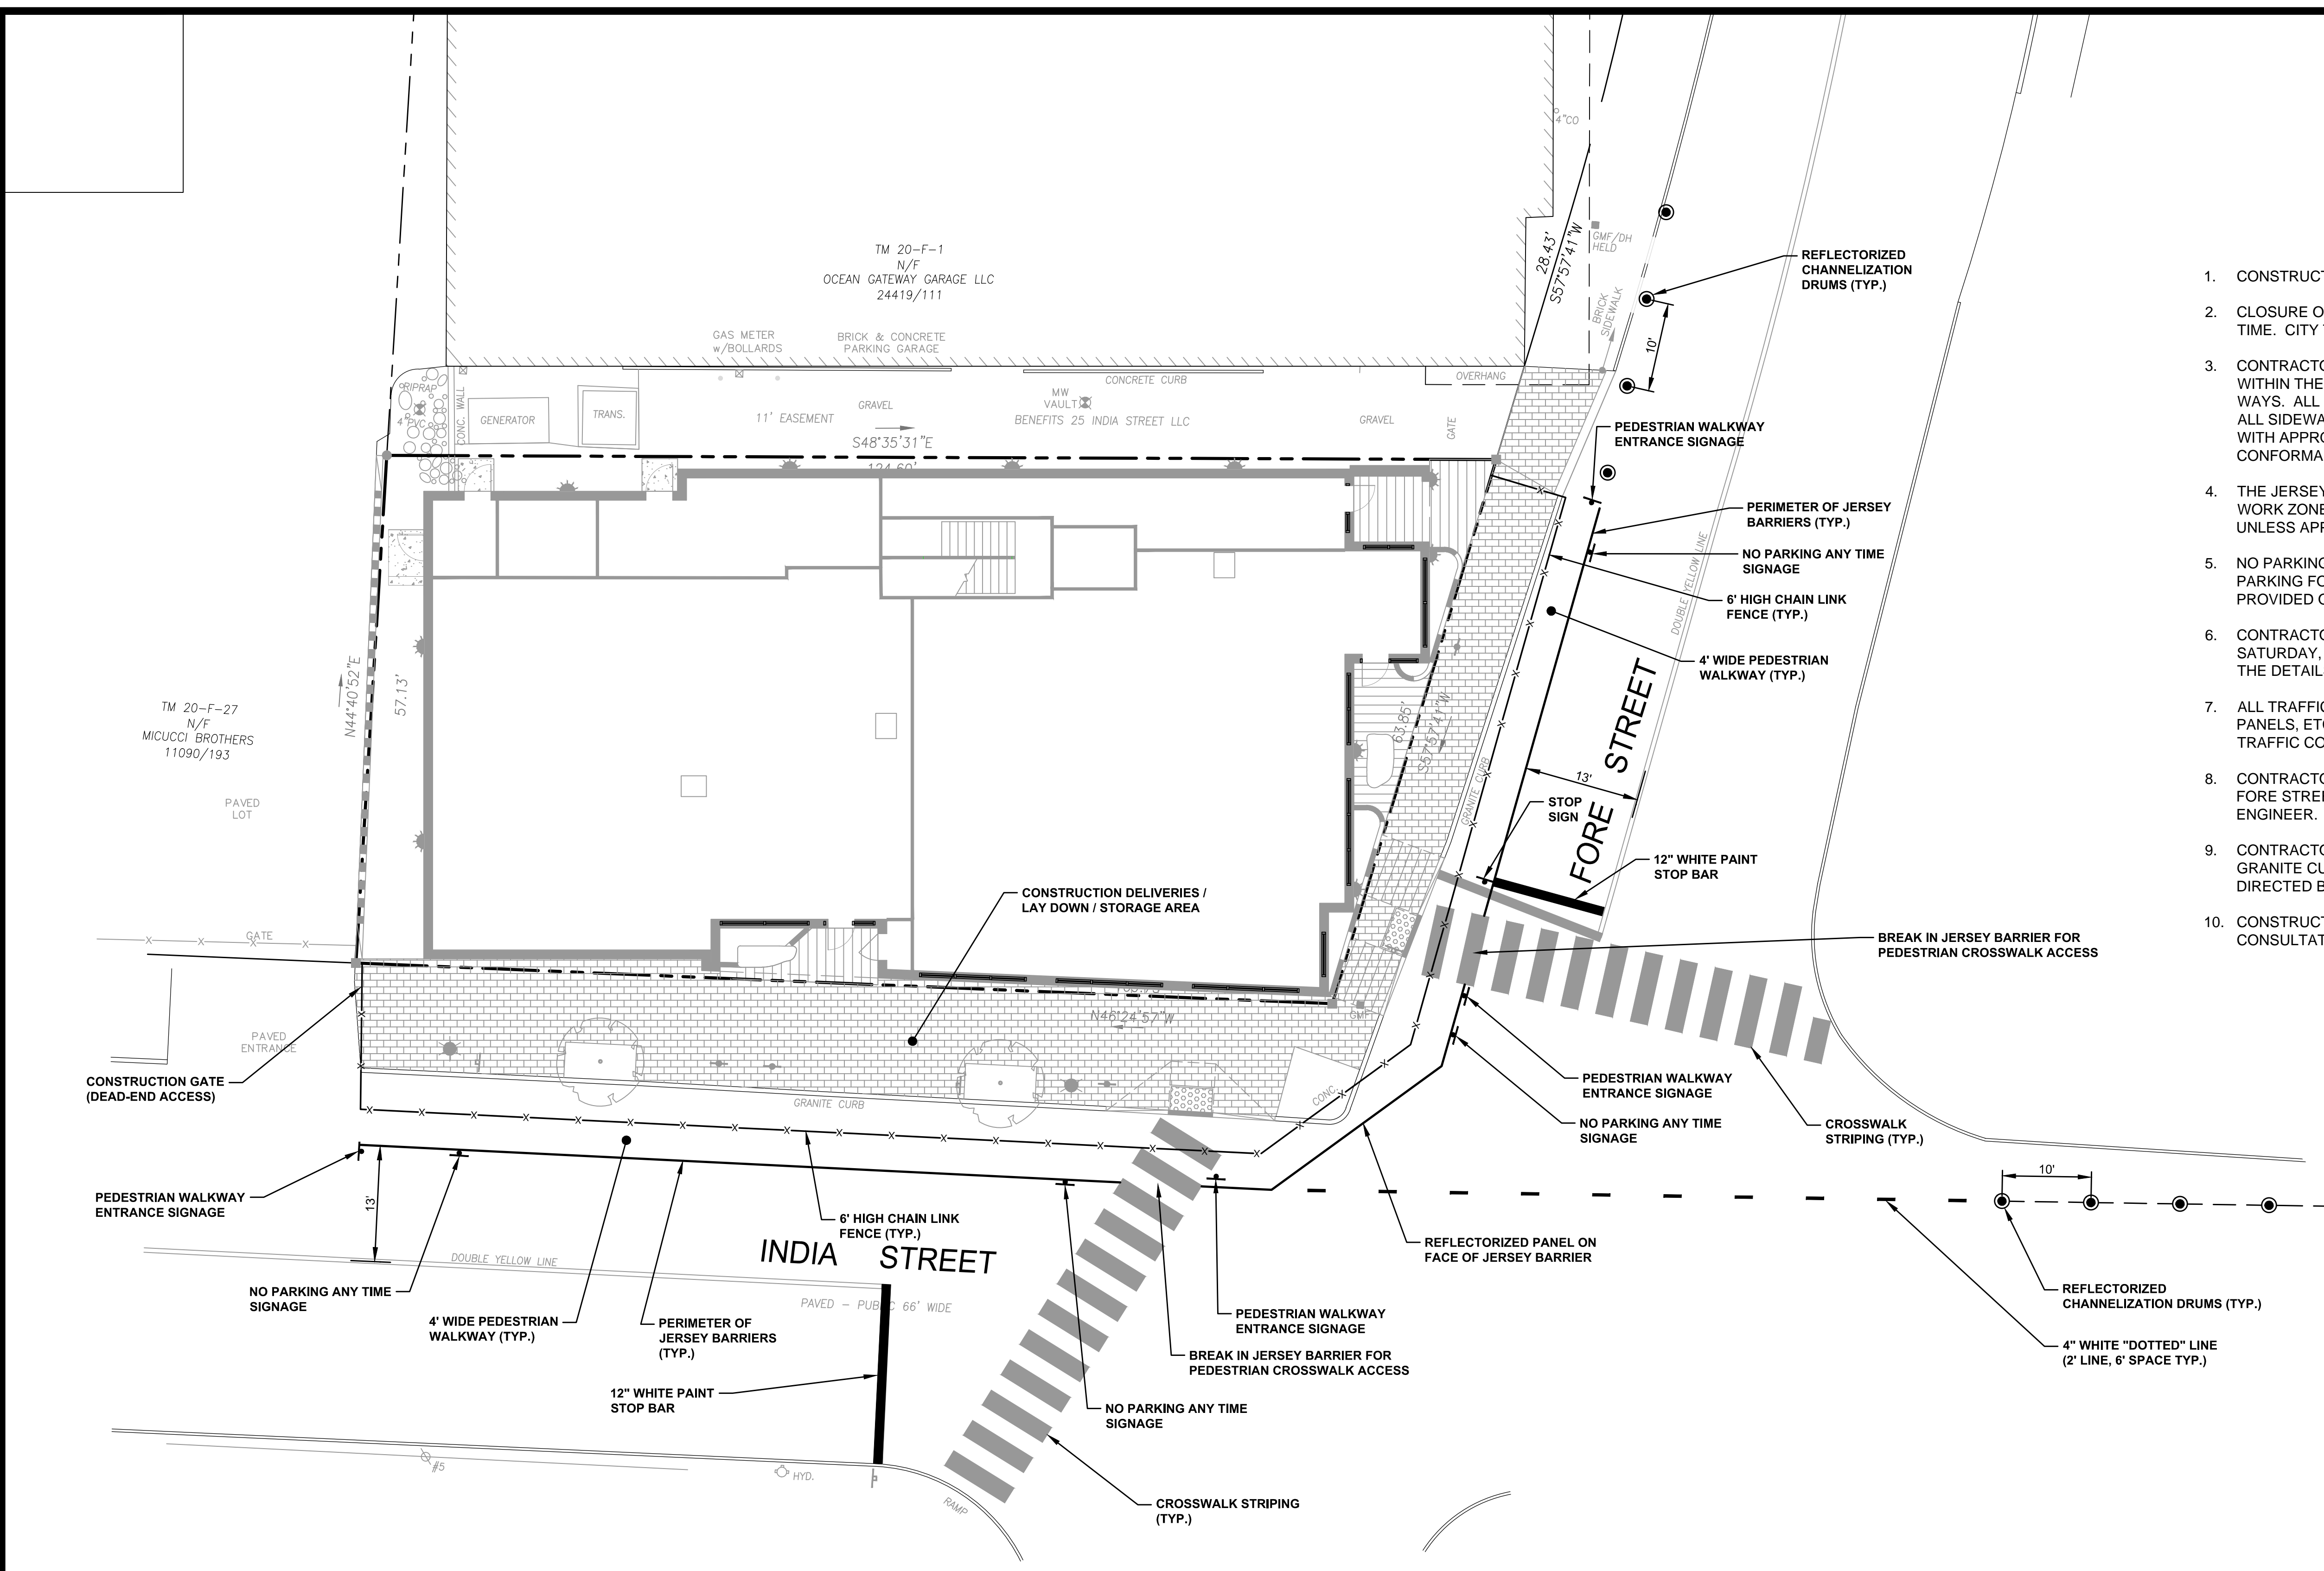 4"CO
TM 20-F-1
N/F
OCEAN GATEWAY GARAGE LLC
24419/111
28.43'
S57°57'41"W
GMF/DH
HELD
BRICK
SIDEWALK
REFLECTORIZED
CHANNELIZATION
DRUMS (TYP.)
10'
GAS METER
w/BOLLARDS
BRICK & CONCRETE
PARKING GARAGE
CONCRETE CURB
OVERHANG
RIPRAP
4"PVC
CONC. WALL
GENERATOR
TRANS.
11' EASEMENT
GRAVEL
MW
VAULT
BENEFITS 25 INDIA STREET LLC
GRAVEL
GATE
S48°35'31"E
124.60'
PEDESTRIAN WALKWAY
ENTRANCE SIGNAGE
PERIMETER OF JERSEY
BARRIERS (TYP.)
NO PARKING ANY TIME
SIGNAGE
DOUBLE YELLOW LINE
6' HIGH CHAIN LINK
FENCE (TYP.)
4' WIDE PEDESTRIAN
WALKWAY (TYP.)
N44°40'52"E
57.13'
TM 20-F-27
N/F
MICUCCI BROTHERS
11090/193
PAVED
LOT
63.85'
S57°57'41"W
GRANITE CURB
13'
FORE STREET
STOP
SIGN
12" WHITE PAINT
STOP BAR
CONSTRUCTION DELIVERIES /
LAY DOWN / STORAGE AREA
BREAK IN JERSEY BARRIER FOR
PEDESTRIAN CROSSWALK ACCESS
GATE
N46°24'57"W
GMF
PAVED
ENTRANCE
CONSTRUCTION GATE
(DEAD-END ACCESS)
GRANITE CURB
CONC.
PEDESTRIAN WALKWAY
ENTRANCE SIGNAGE
NO PARKING ANY TIME
SIGNAGE
CROSSWALK
STRIPING (TYP.)
10'
PEDESTRIAN WALKWAY
ENTRANCE SIGNAGE
13'
6' HIGH CHAIN LINK
FENCE (TYP.)
INDIA STREET
DOUBLE YELLOW LINE
PAVED - PUBLIC 66' WIDE
REFLECTORIZED PANEL ON
FACE OF JERSEY BARRIER
NO PARKING ANY TIME
SIGNAGE
4' WIDE PEDESTRIAN
WALKWAY (TYP.)
PERIMETER OF
JERSEY BARRIERS
(TYP.)
12" WHITE PAINT
STOP BAR
PEDESTRIAN WALKWAY
ENTRANCE SIGNAGE
BREAK IN JERSEY BARRIER FOR
PEDESTRIAN CROSSWALK ACCESS
NO PARKING ANY TIME
SIGNAGE
REFLECTORIZED
CHANNELIZATION DRUMS (TYP.)
4" WHITE "DOTTED" LINE
(2' LINE, 6' SPACE TYP.)
#5
HYD.
RAMP
CROSSWALK STRIPING
(TYP.)
1. CONSTRUCT
2. CLOSURE O
TIME. CITY
3. CONTRACTO
WITHIN THE
WAYS. ALL
ALL SIDEWA
WITH APPRO
CONFORMA
4. THE JERSEY
WORK ZONE
UNLESS APP
5. NO PARKING
PARKING FO
PROVIDED
6. CONTRACTO
SATURDAY,
THE DETAIL
7. ALL TRAFFIC
PANELS, ETC
TRAFFIC CO
8. CONTRACTO
FORE STREE
ENGINEER.
9. CONTRACTO
GRANITE CU
DIRECTED B
10. CONSTRUCT
CONSULTAT